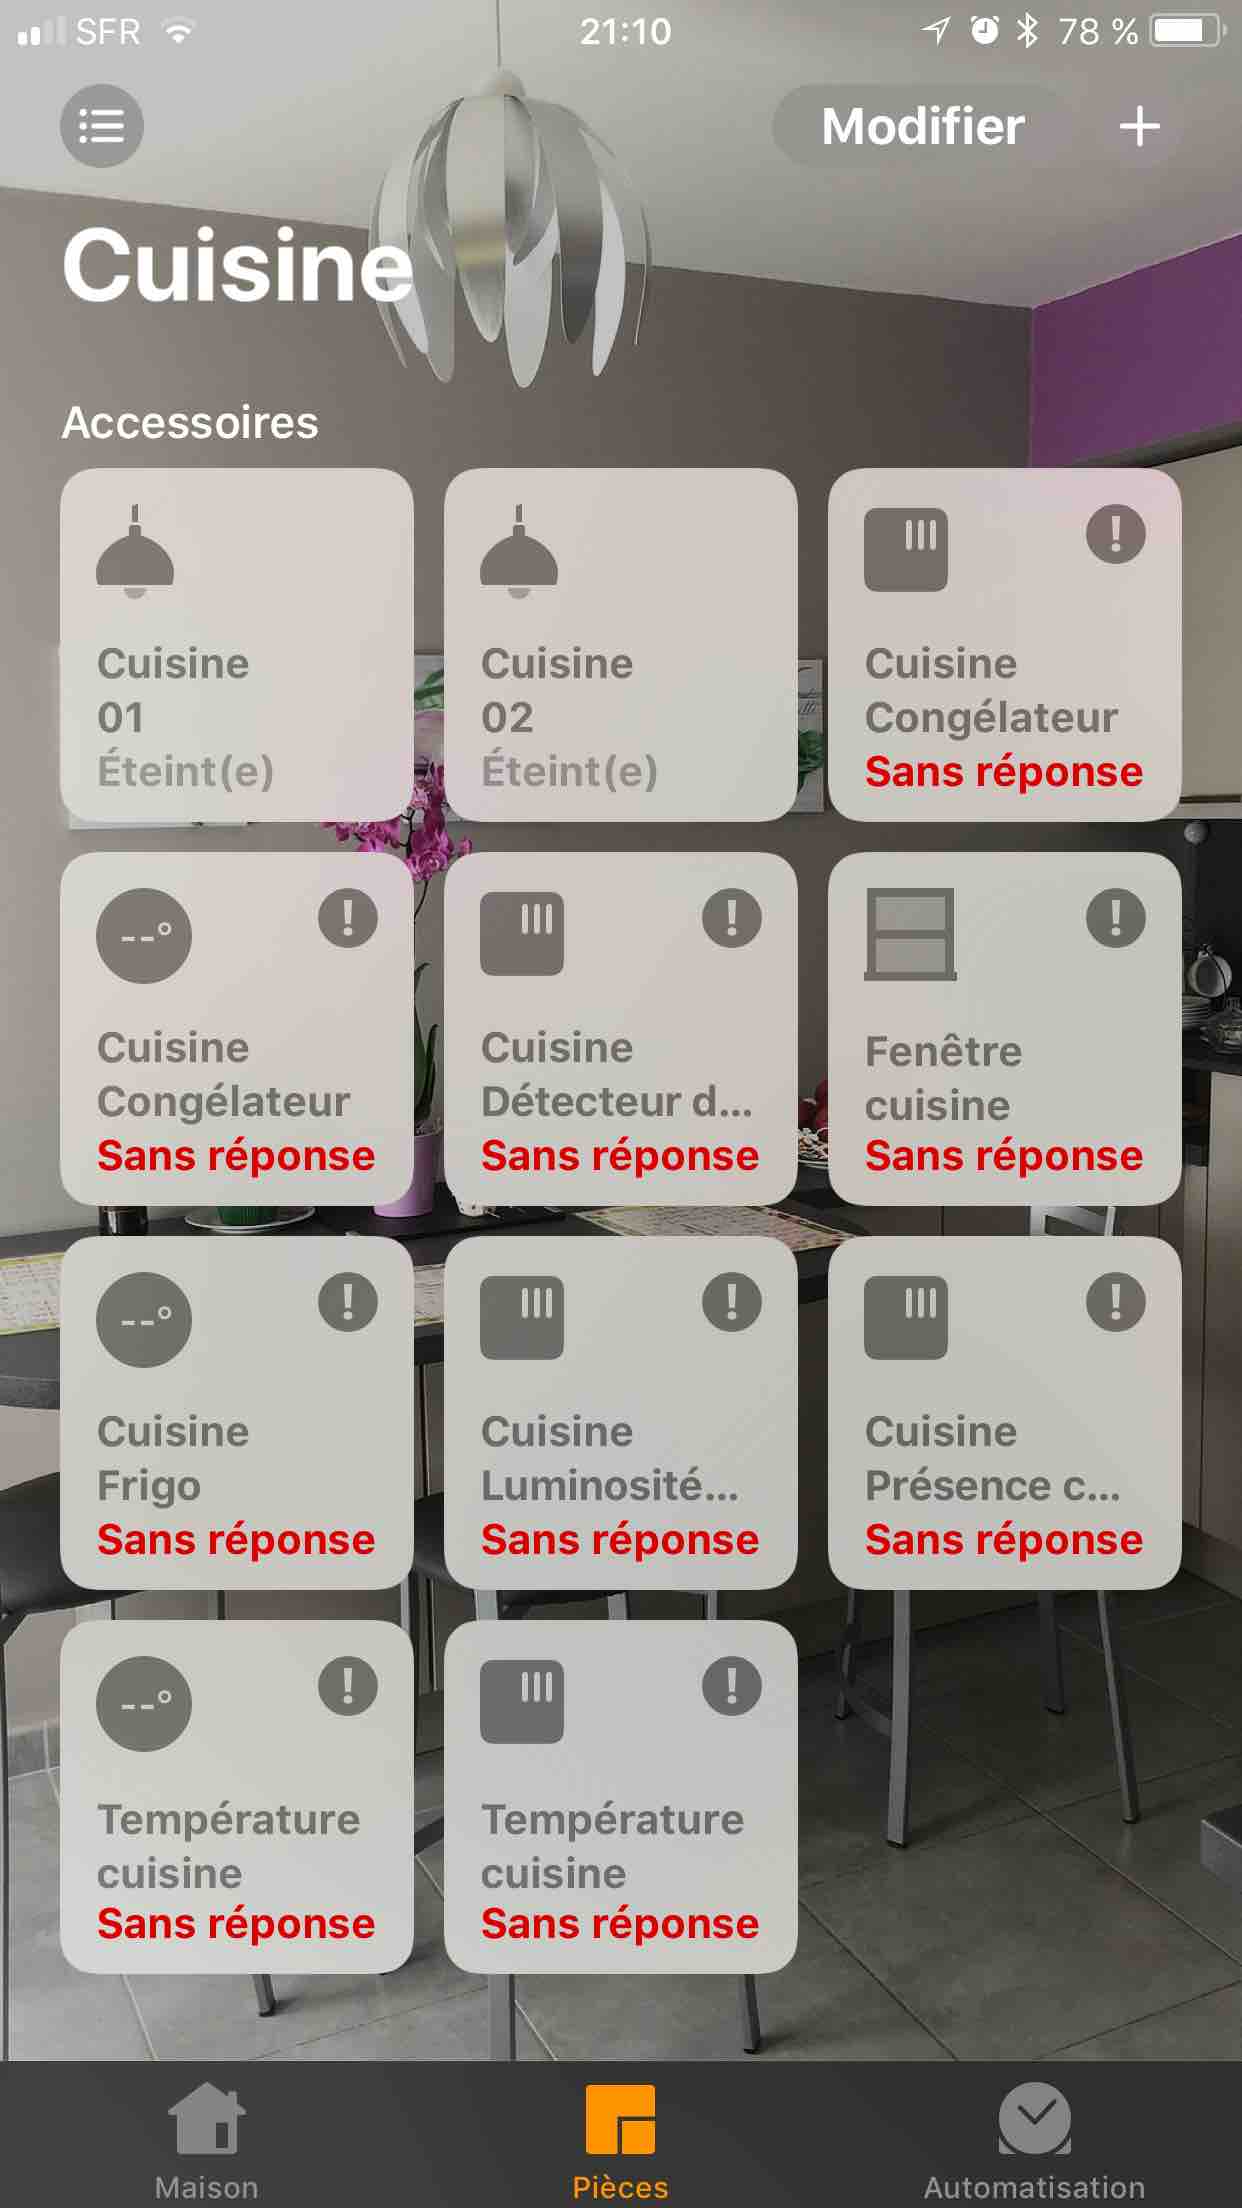 SFR 21:10 78 %
Modifier +
Cuisine
Accessoires
Cuisine
01
Éteint(e)
Cuisine
02
Éteint(e)
Cuisine
Congélateur
Sans réponse
--°
Cuisine
Congélateur
Sans réponse
Cuisine
Détecteur d...
Sans réponse
Fenêtre
cuisine
Sans réponse
--°
Cuisine
Frigo
Sans réponse
Cuisine
Luminosité...
Sans réponse
Cuisine
Présence c...
Sans réponse
--°
Température
cuisine
Sans réponse
Température
cuisine
Sans réponse
Maison
Pièces
Automatisation